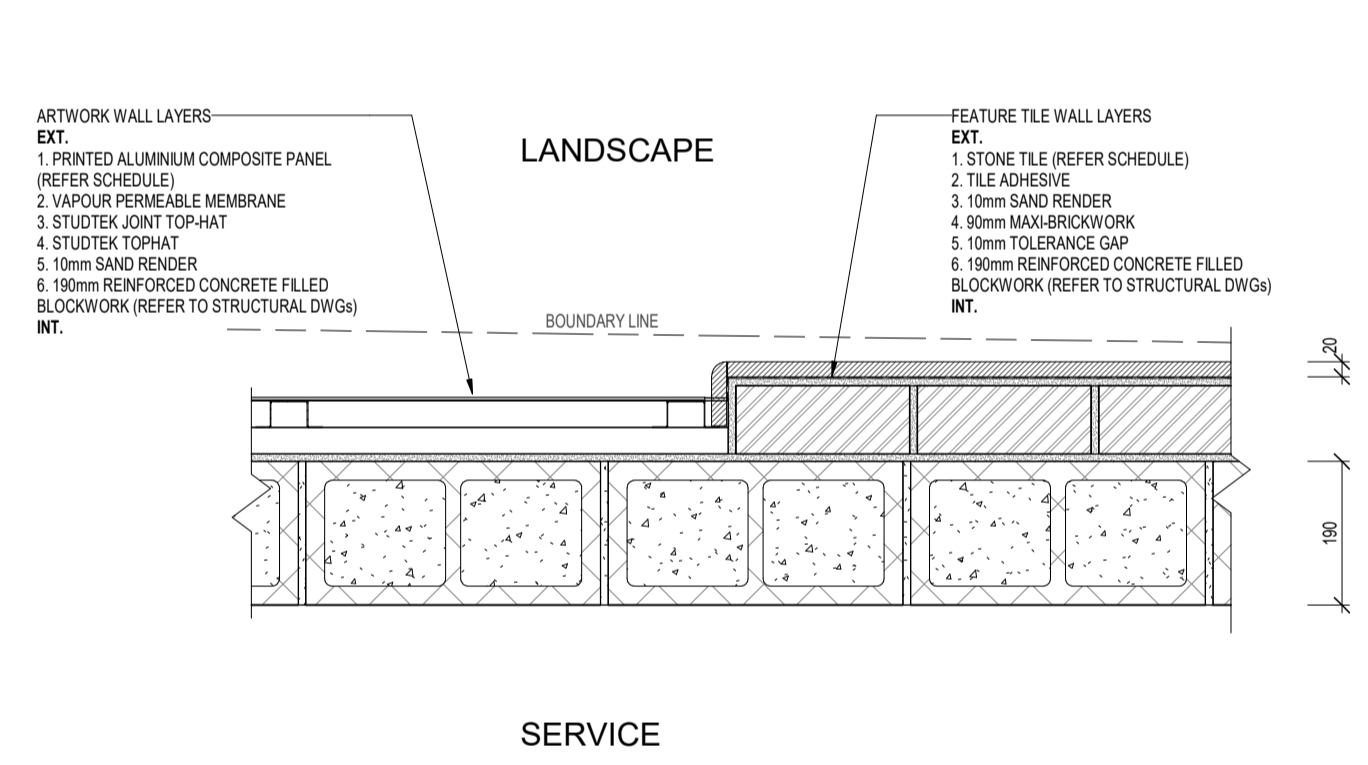 ARTWORK WALL LAYERS
EXT.
1. PRINTED ALUMINIUM COMPOSITE PANEL
(REFER SCHEDULE)
2. VAPOUR PERMEABLE MEMBRANE
3. STUDTEK JOINT TOP-HAT
4. STUDTEK TOPHAT
5. 10mm SAND RENDER
6. 190mm REINFORCED CONCRETE FILLED
BLOCKWORK (REFER TO STRUCTURAL DWGs)
INT.
LANDSCAPE
FEATURE TILE WALL LAYERS
EXT.
1. STONE TILE (REFER SCHEDULE)
2. TILE ADHESIVE
3. 10mm SAND RENDER
4. 90mm MAXI-BRICKWORK
5. 10mm TOLERANCE GAP
6. 190mm REINFORCED CONCRETE FILLED
BLOCKWORK (REFER TO STRUCTURAL DWGs)
INT.
BOUNDARY LINE
20
190
SERVICE